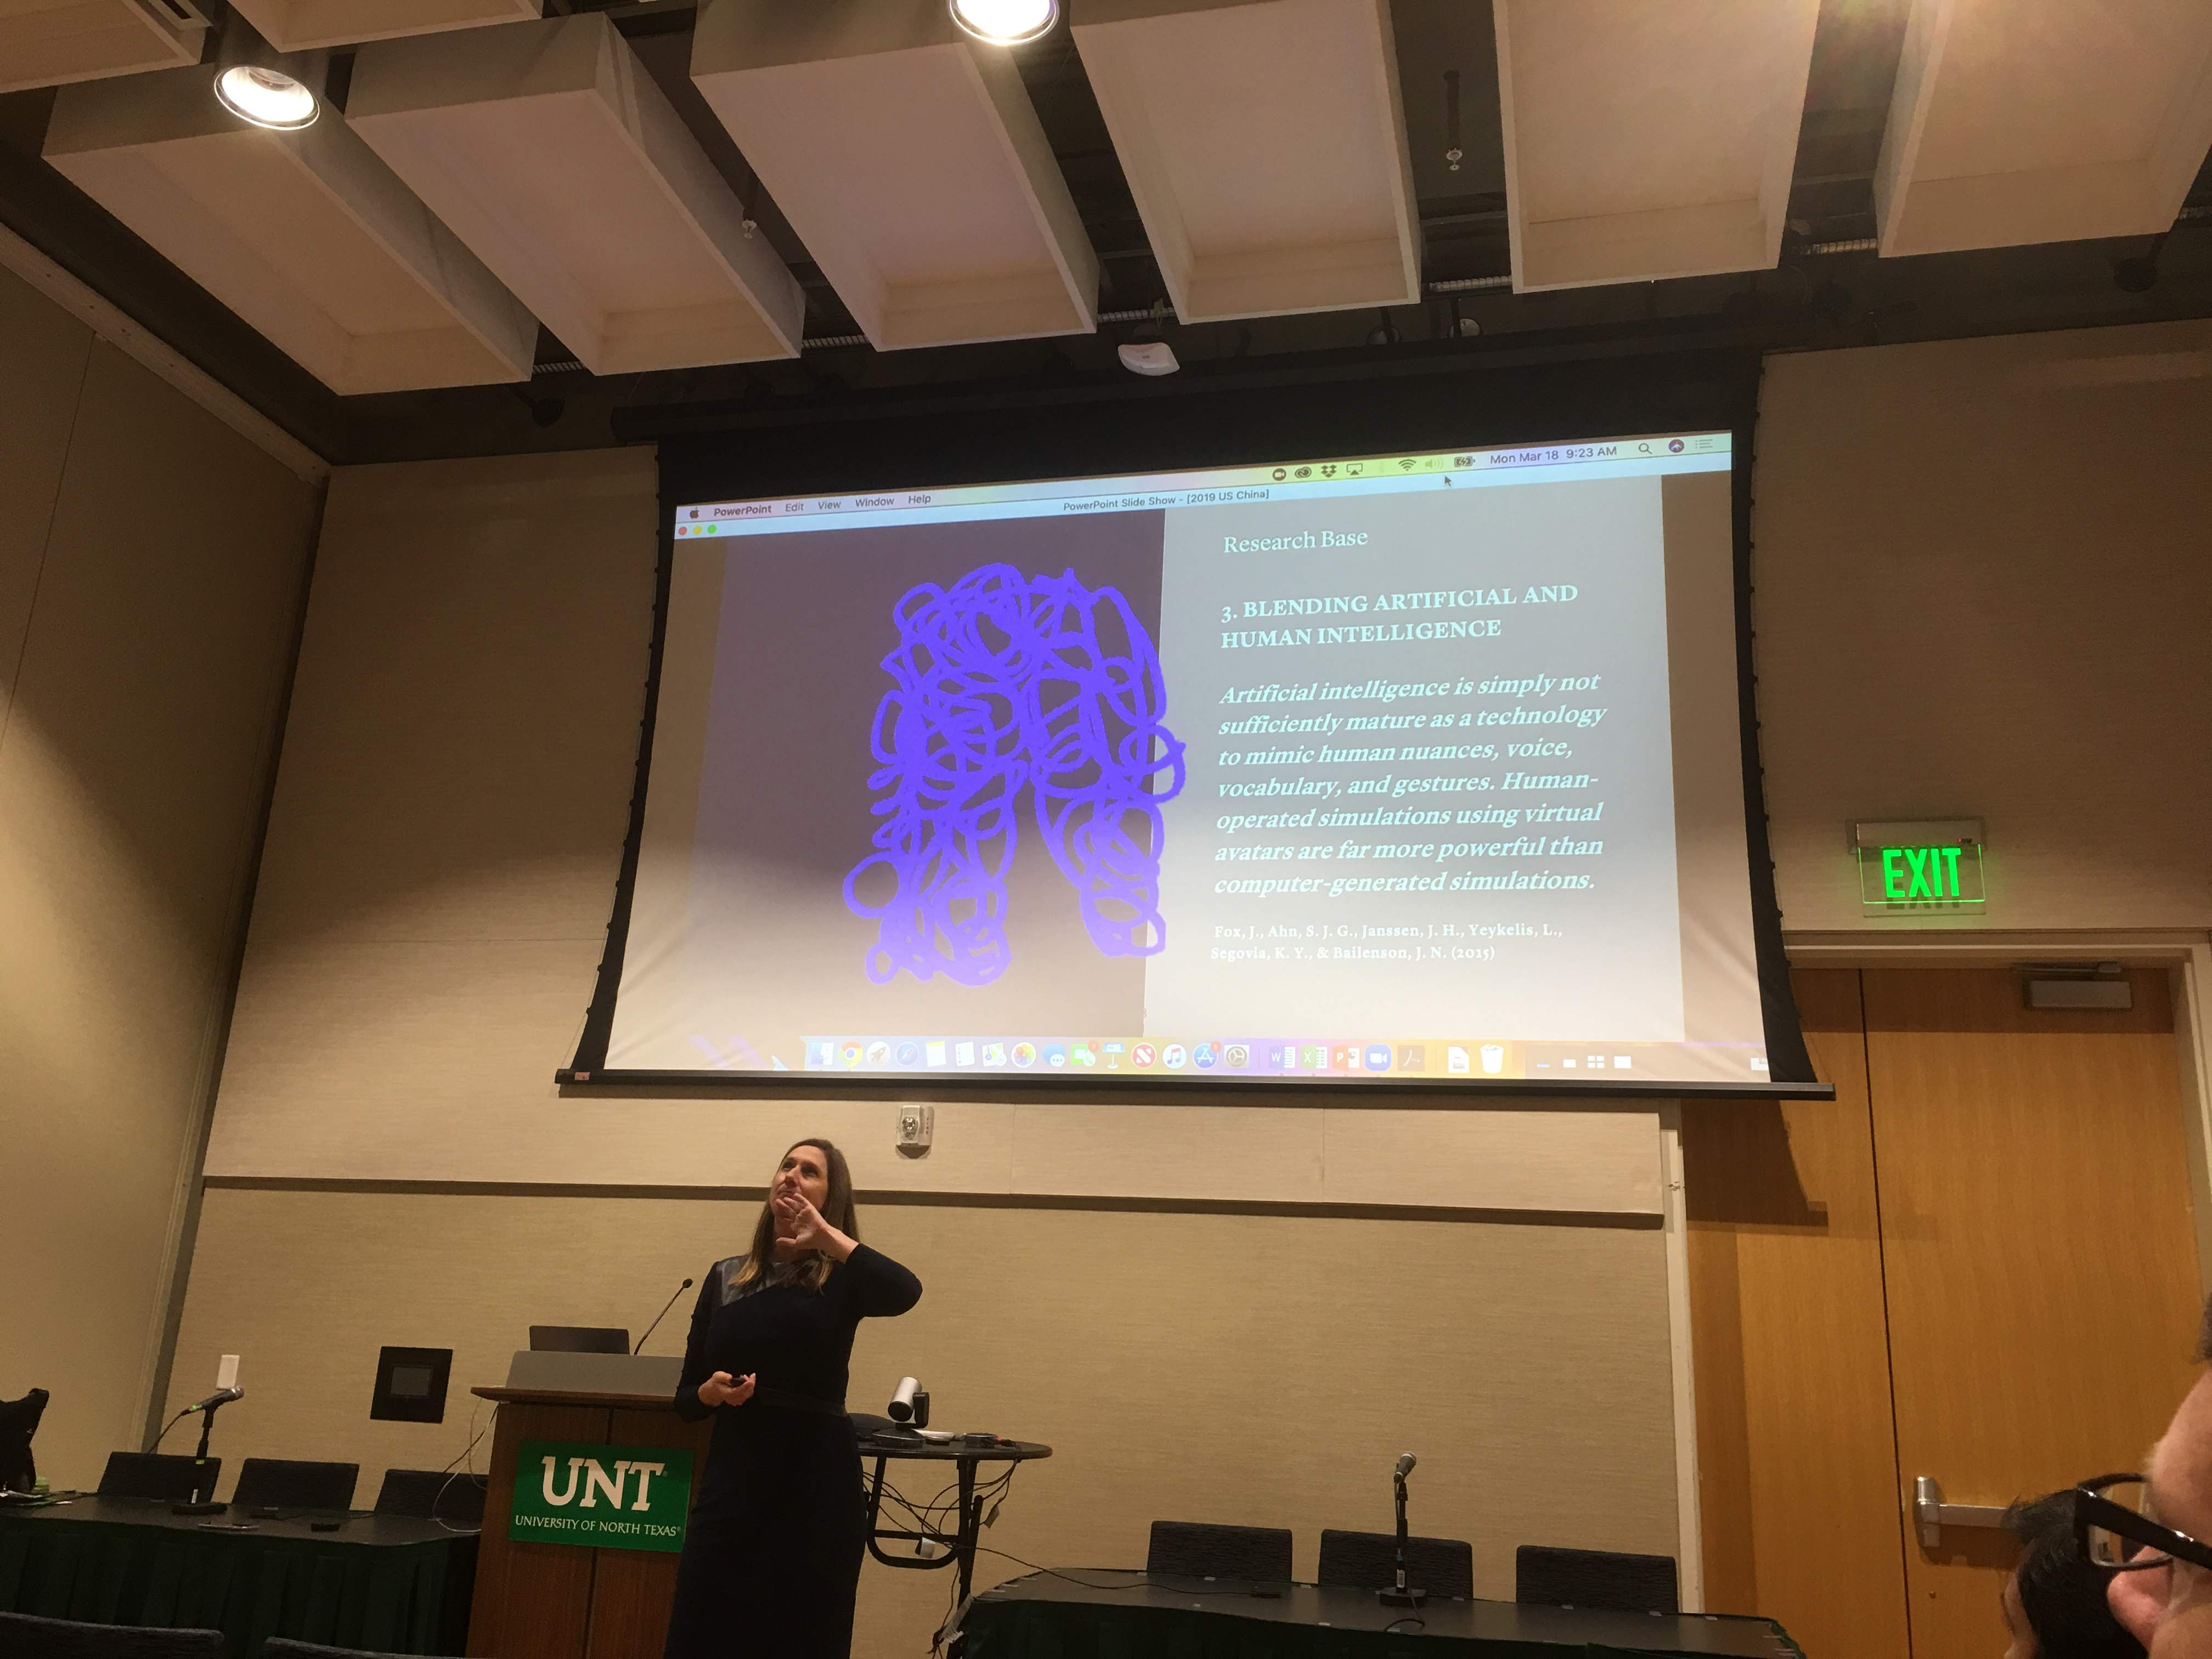 PowerPoint Edit View Window Help
Mon Mar 18 9:23 AM
PowerPoint Slide Show - [2019 US China]
Research Base
3. BLENDING ARTIFICIAL AND
HUMAN INTELLIGENCE
Artificial intelligence is simply not
sufficiently mature as a technology
to mimic human nuances, voice,
vocabulary, and gestures. Human-
operated simulations using virtual
avatars are far more powerful than
computer-generated simulations.
Fox, J., Ahn, S. J. G., Janssen, J. H., Yeykelis, L.,
Segovia, K. Y., & Bailenson, J. N. (2015)
EXIT
UNT
UNIVERSITY OF NORTH TEXAS®